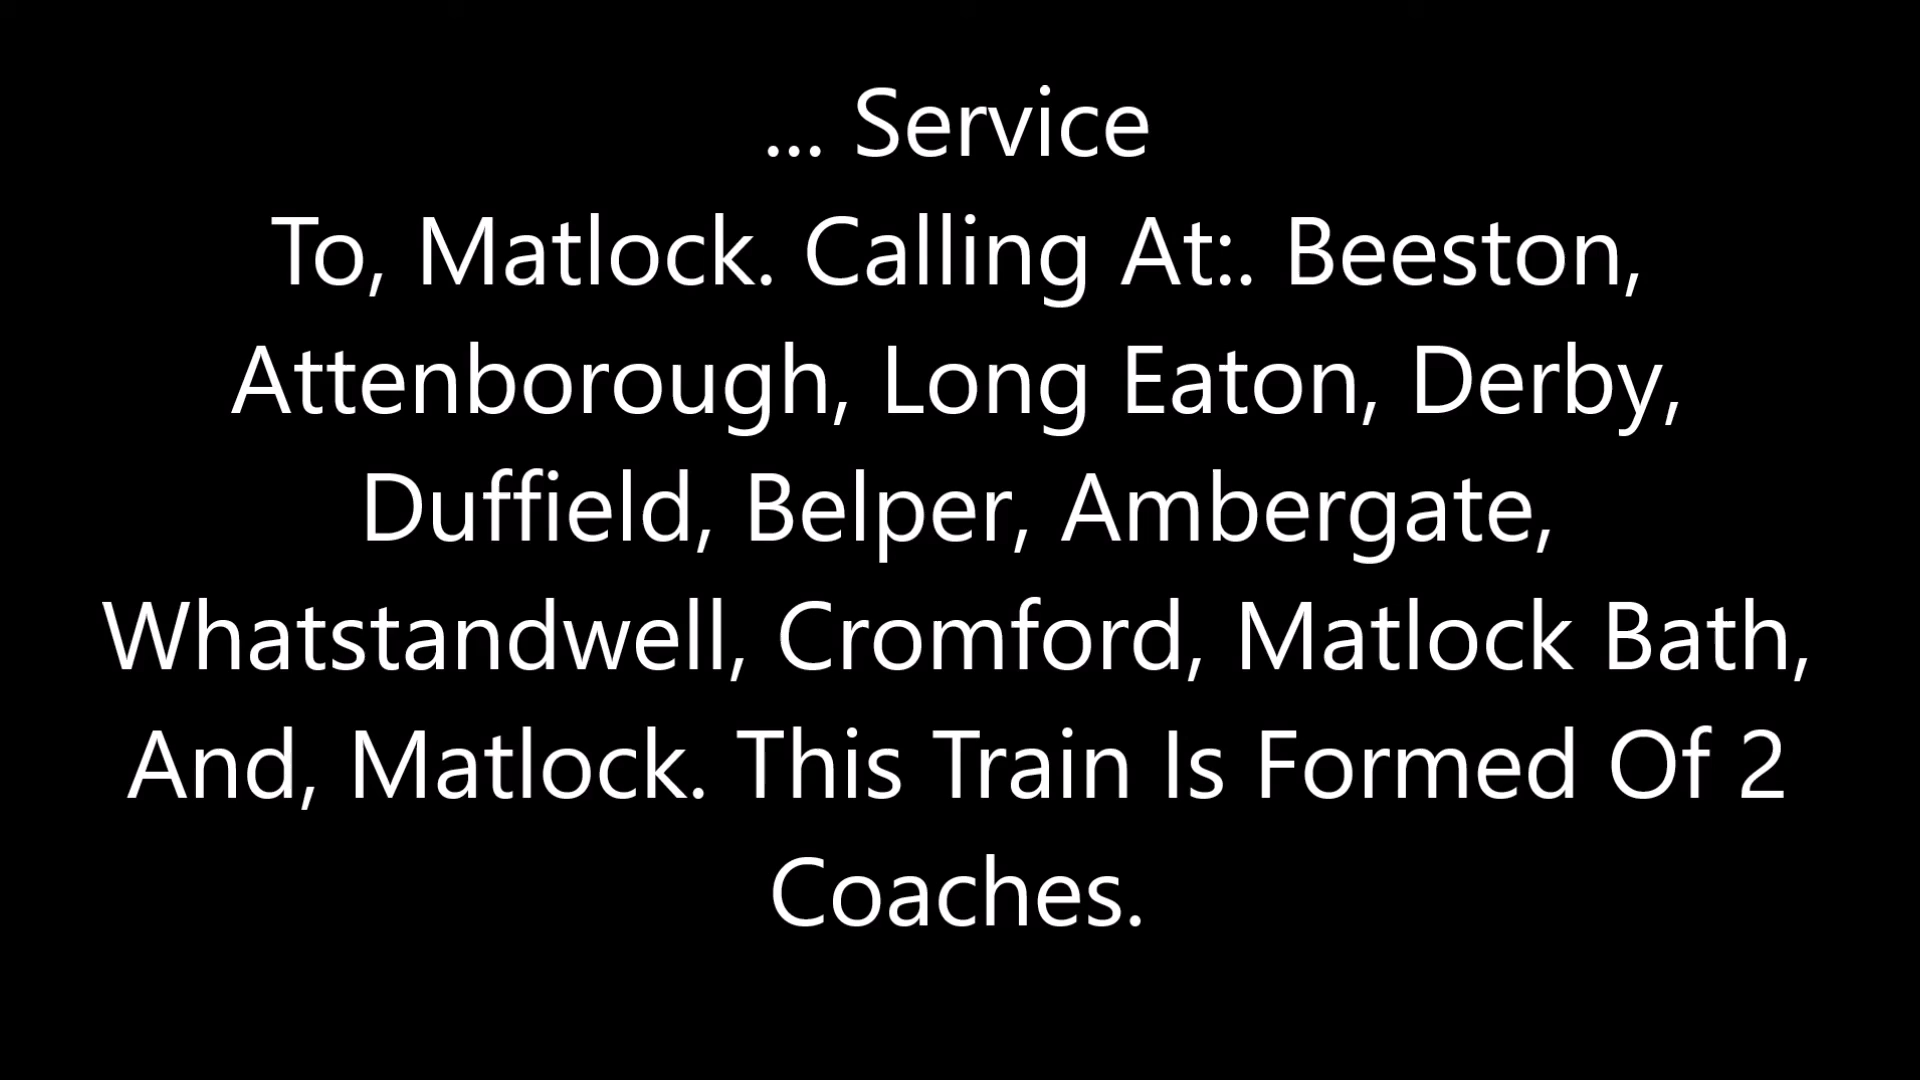 ... Service
To, Matlock. Calling At:. Beeston,
Attenborough, Long Eaton, Derby,
Duffield, Belper, Ambergate,
Whatstandwell, Cromford, Matlock Bath,
And, Matlock. This Train Is Formed Of 2
Coaches.